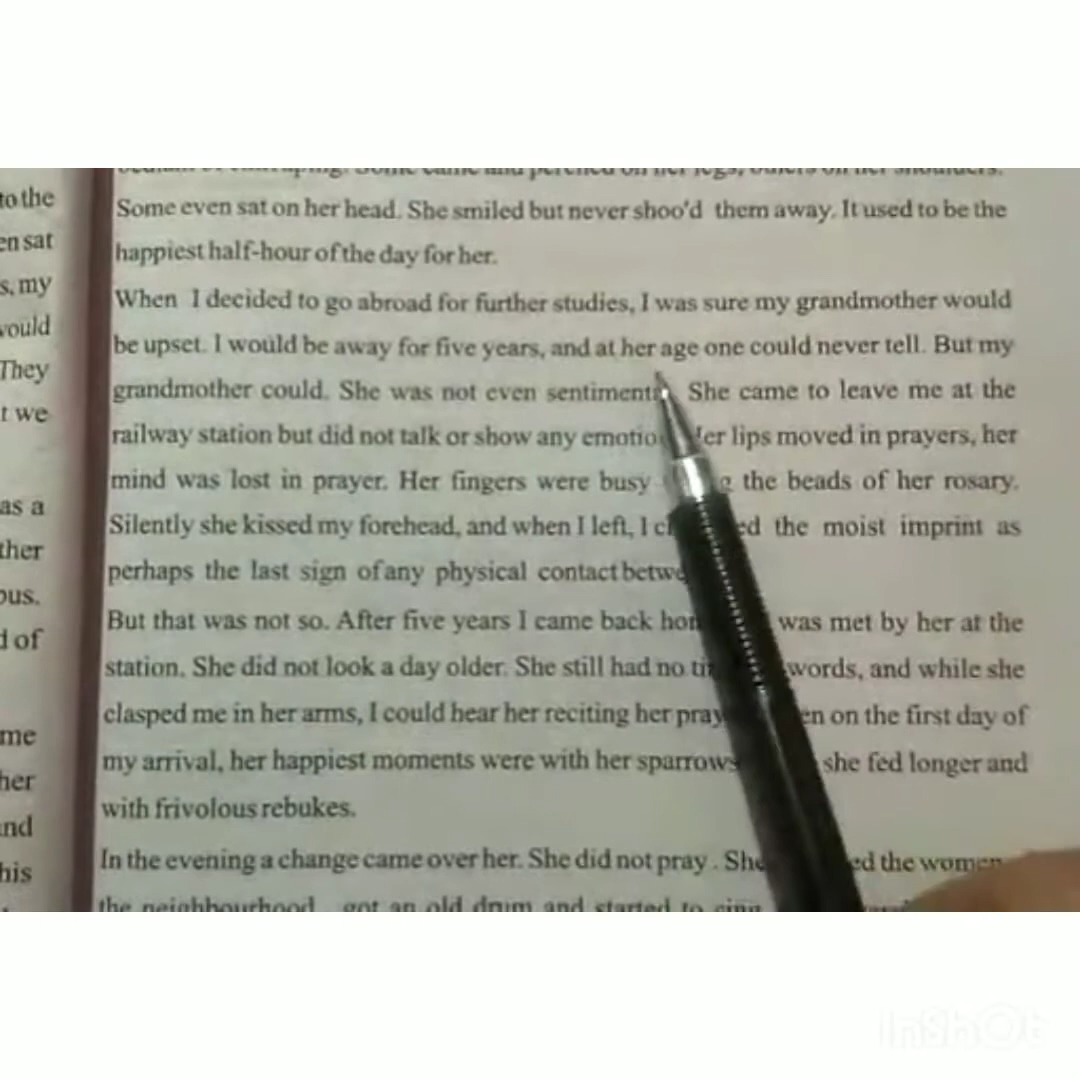 to the
en sat
s, my
vould
They
t we
as a
ther
ous.
d of
me
her
nd
his
Some even sat on her head. She smiled but never shoo'd them away. It used to be the
happiest half-hour of the day for her.
When I decided to go abroad for further studies, I was sure my grandmother would
be upset. I would be away for five years, and at her age one could never tell. But my
grandmother could. She was not even sentiment She came to leave me at the
railway station but did not talk or show any emotio er lips moved in prayers, her
mind was lost in prayer. Her fingers were busy the beads of her rosary.
Silently she kissed my forehead, and when I left, I c ed the moist imprint as
perhaps the last sign of any physical contact betwe
But that was not so. After five years I came back hom was met by her at the
station. She did not look a day older. She still had no ti words, and while she
clasped me in her arms, I could hear her reciting her pray en on the first day of
my arrival, her happiest moments were with her sparrows she fed longer and
with frivolous rebukes.
In the evening a change came over her. She did not pray . She ed the women
the neighbourhood got an old drum and started to sing
InShOt